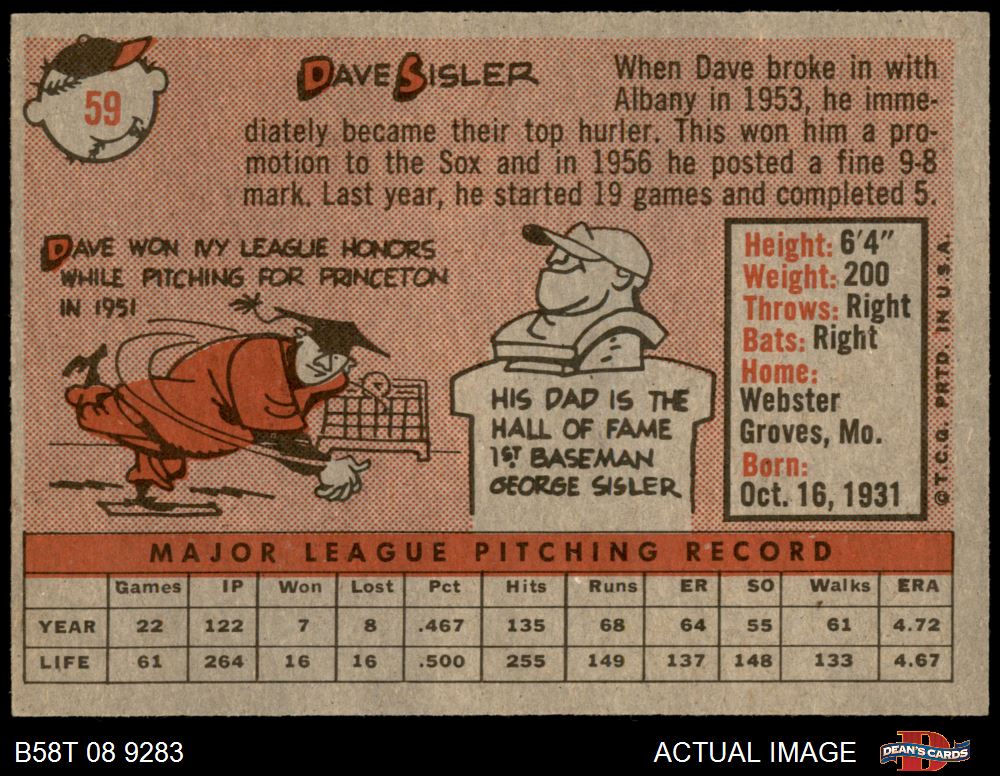 59
DAVE SISLER
When Dave broke in with
Albany in 1953, he imme-
diately became their top hurler. This won him a pro-
motion to the Sox and in 1956 he posted a fine 9-8
mark. Last year, he started 19 games and completed 5.
DAVE WON IVY LEAGUE HONORS
WHILE PITCHING FOR PRINCETON
IN 1951
HIS DAD IS THE
HALL OF FAME
1ST BASEMAN
GEORGE SISLER
Height: 6'4"
Weight: 200
Throws: Right
Bats: Right
Home:
Webster
Groves, Mo.
Born:
Oct. 16, 1931
© T.C.G. PRTD. IN U.S.A.
MAJOR LEAGUE PITCHING RECORD
Games IP Won Lost Pct Hits Runs ER SO Walks ERA
YEAR 22 122 7 8 .467 135 68 64 55 61 4.72
LIFE 61 264 16 16 .500 255 149 137 148 133 4.67
B58T 08 9283 ACTUAL IMAGE DEAN'S CARDS